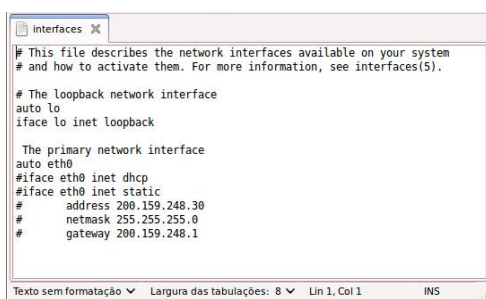 interfaces
# This file describes the network interfaces available on your system
# and how to activate them. For more information, see interfaces(5).
# The loopback network interface
auto lo
iface lo inet loopback
The primary network interface
auto eth0
#iface eth0 inet dhcp
#iface eth0 inet static
# address 200.159.248.30
# netmask 255.255.255.0
# gateway 200.159.248.1
Texto sem formatação Largura das tabulações: 8 Lin 1, Col 1 INS